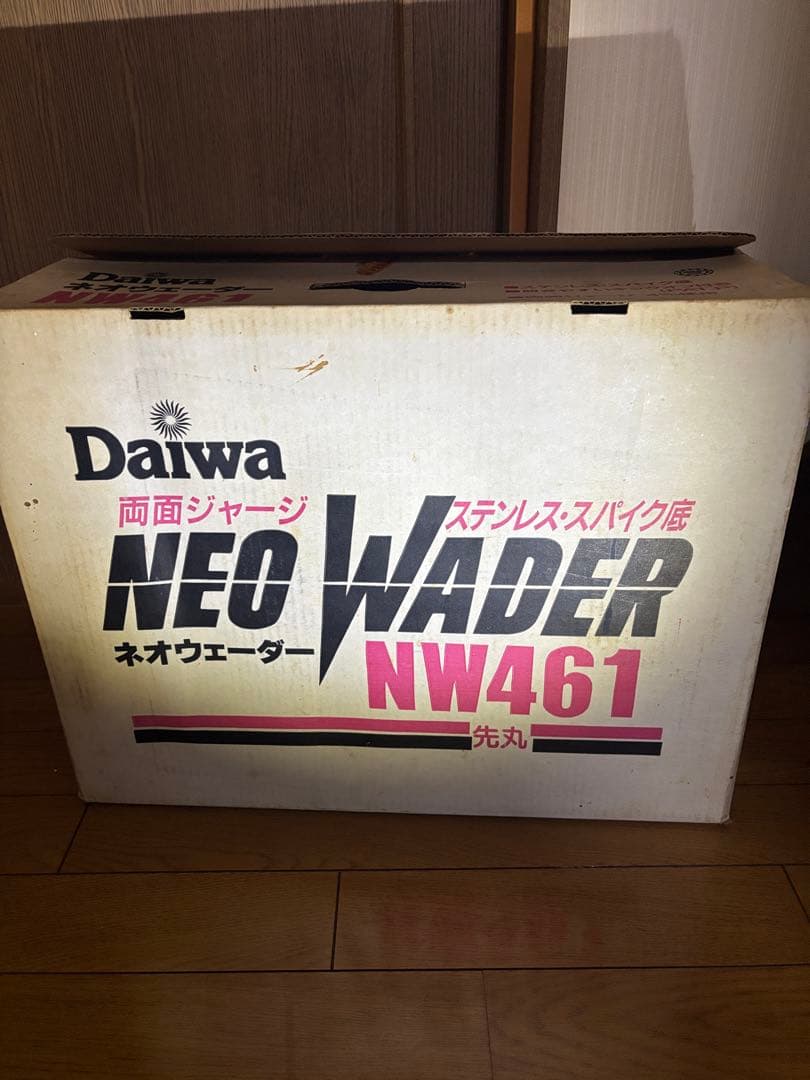 Daiwa
ネオウェーダー
NW461
Daiwa
両面ジャージ
ステンレス・スパイク底
NEO WADER
ネオウェーダー
NW461
先丸